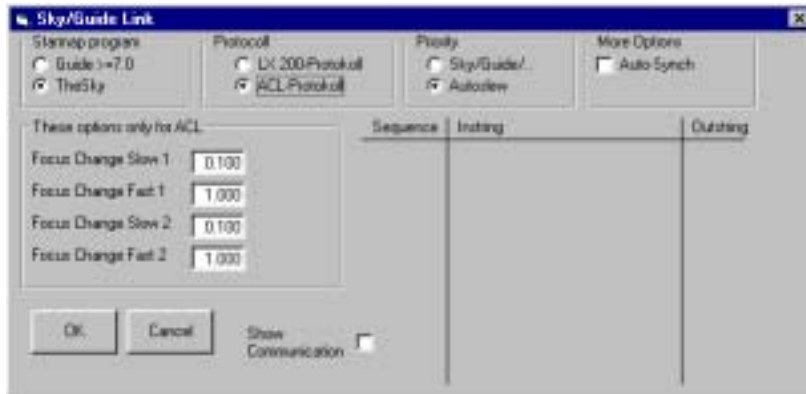 Sky/Guide Link
Starmap program
Guide >=7.0
TheSky
Protocoll
LX 200-Protokoll
ACL-Protokoll
Priority
Sky/Guide/..
Autoslew
More Options
Auto Synch
These options only for ACL
Focus Change Slow 1 0.100
Focus Change Fast 1 1.000
Focus Change Slow 2 0.100
Focus Change Fast 2 1.000
Sequence Instring Outstring
OK Cancel
Show
Communication